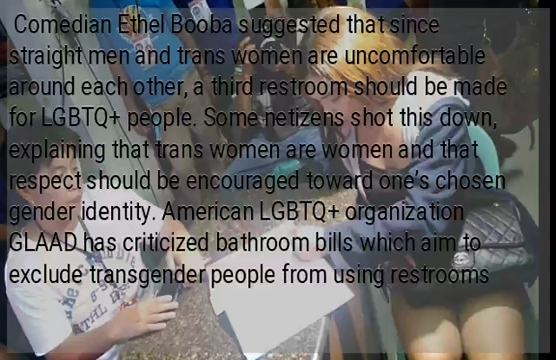 Comedian Ethel Booba suggested that since
straight men and trans women are uncomfortable
around each other, a third restroom should be made
for LGBTQ+ people. Some netizens shot this down,
explaining that trans women are women and that
respect should be encouraged toward one's chosen
gender identity. American LGBTQ+ organization
GLAAD has criticized bathroom bills which aim to
exclude transgender people from using restrooms